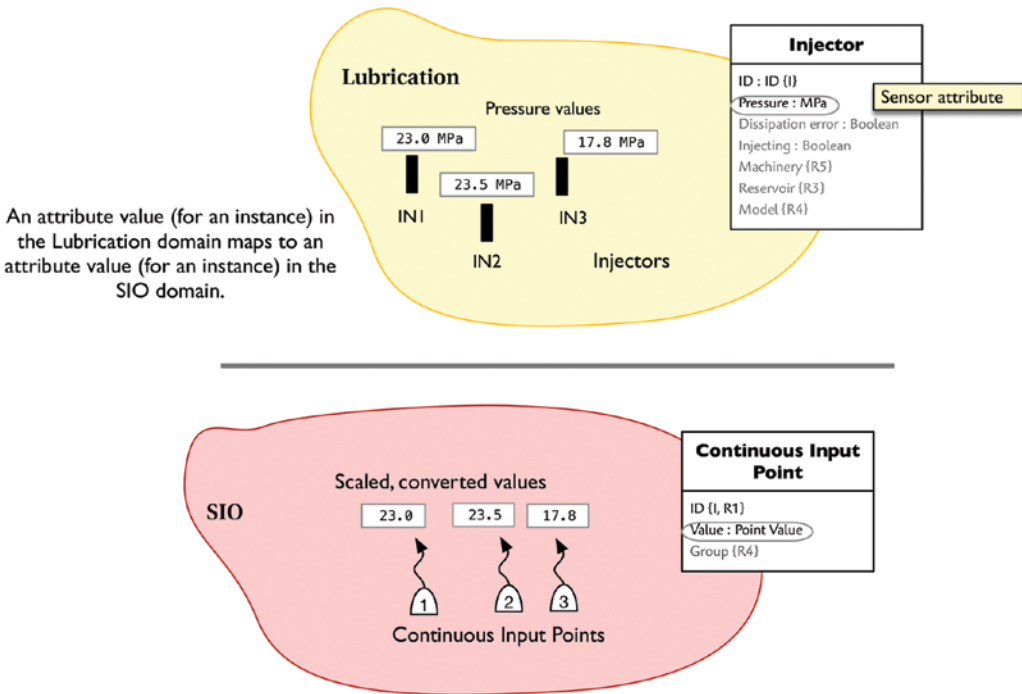 Injector
ID : ID {I}
Pressure : MPa
Sensor attribute
Dissipation error : Boolean
Injecting : Boolean
Machinery {R5}
Reservoir {R3}
Model {R4}
Lubrication
Pressure values
23.0 MPa
17.8 MPa
23.5 MPa
IN1
IN3
IN2
Injectors
An attribute value (for an instance) in
the Lubrication domain maps to an
attribute value (for an instance) in the
SIO domain.
Continuous Input
Point
ID {I, R1}
Value : Point Value
Group {R4}
SIO
Scaled, converted values
23.0
23.5
17.8
1
2
3
Continuous Input Points